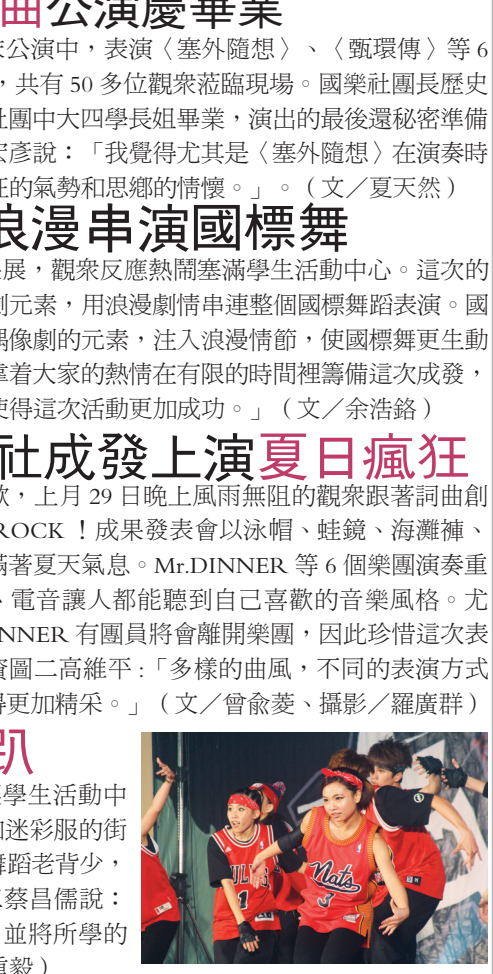 曲公演慶畢業
公演中，表演〈塞外隨想〉、〈甄環傳〉等 6
，共有 50 多位觀眾蒞臨現場。國樂社團長歷史
社團中大四學長姐畢業，演出的最後還秘密準備
宏彥說：「我覺得尤其是〈塞外隨想〉在演奏時
狂的氣勢和思鄉的情懷。」。（文／夏天然）
浪漫串演國標舞
展，觀眾反應熱鬧塞滿學生活動中心。這次的
劇元素，用浪漫劇情串連整個國標舞蹈表演。國
偶像劇的元素，注入浪漫情節，使國標舞更生動
著大家的熱情在有限的時間裡籌備這次成發，
使得這次活動更加成功。」（文／余浩鉻）
社成發上演夏日瘋狂
，上月 29 日晚上風雨無阻的觀眾跟著詞曲創
ROCK ！成果發表會以泳帽、蛙鏡、海灘褲、
滿著夏天氣息。Mr.DINNER 等 6 個樂團演奏重
、電音讓人都能聽到自己喜歡的音樂風格。尤
NNER 有團員將會離開樂團，因此珍惜這次表
資圖二高維平 :「多樣的曲風，不同的表演方式
得更加精采。」（文／曾俞菱、攝影／羅廣群）
趴
學生活動中
加迷彩服的街
舞蹈老背少，
蔡昌儒說：
並將所學的
重毅）
Nats
1
3